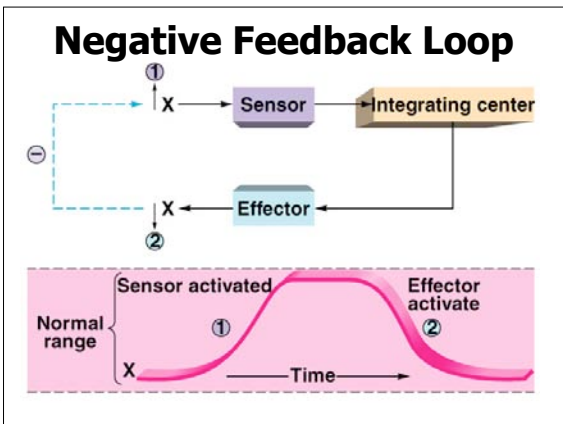 Negative Feedback Loop
①
X Sensor Integrating center
⊖
X Effector
②
Sensor activated Effector
activate
Normal
range
① ②
X
Time